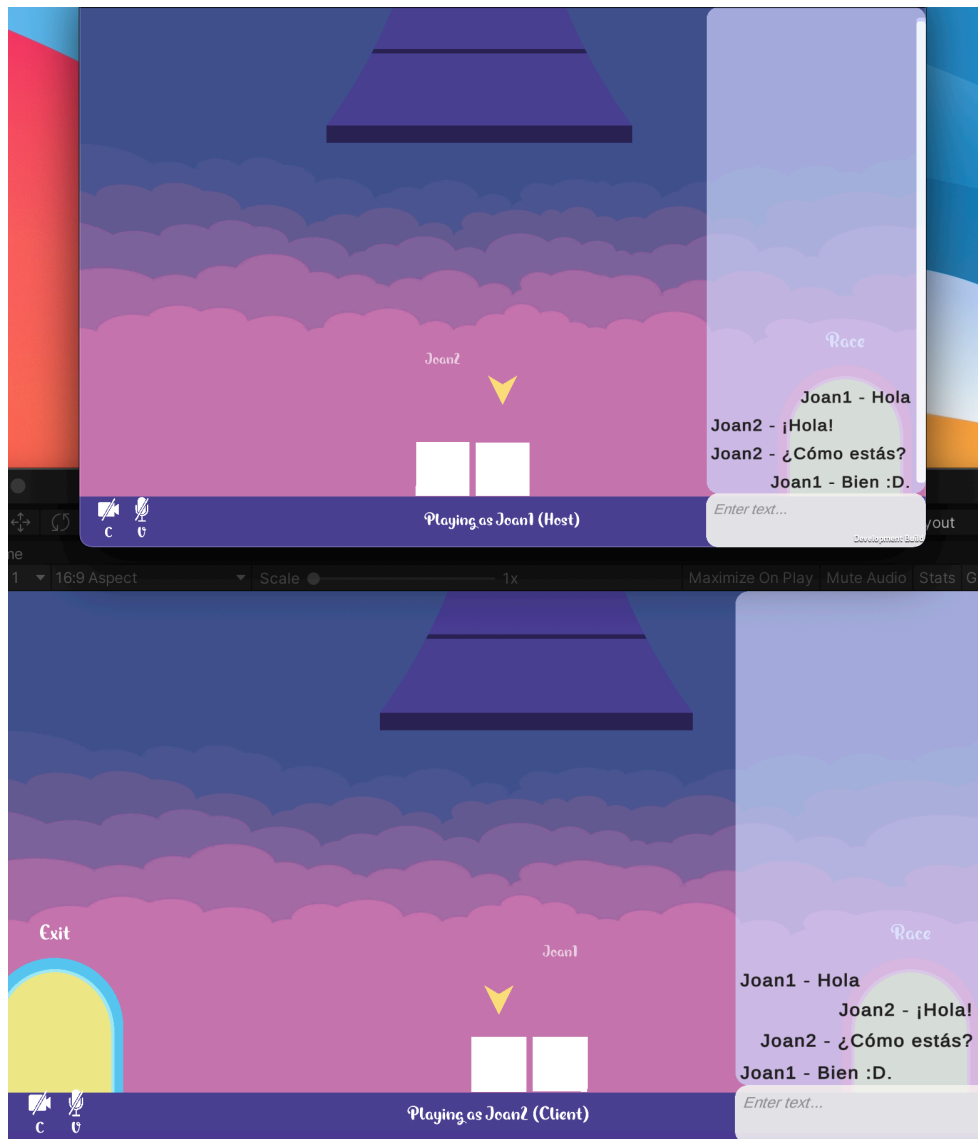 Race
Joan2
Joan1 - Hola
Joan2 - ¡Hola!
Joan2 - ¿Cómo estás?
Joan1 - Bien :D.
C
V
Playing as Joan1 (Host)
Enter text...
Development Build
yout
me
1
16:9 Aspect
Scale
1x
Maximize On Play
Mute Audio
Stats
G
Exit
Race
Joan1
Joan1 - Hola
Joan2 - ¡Hola!
Joan2 - ¿Cómo estás?
Joan1 - Bien :D.
C
V
Playing as Joan2 (Client)
Enter text...